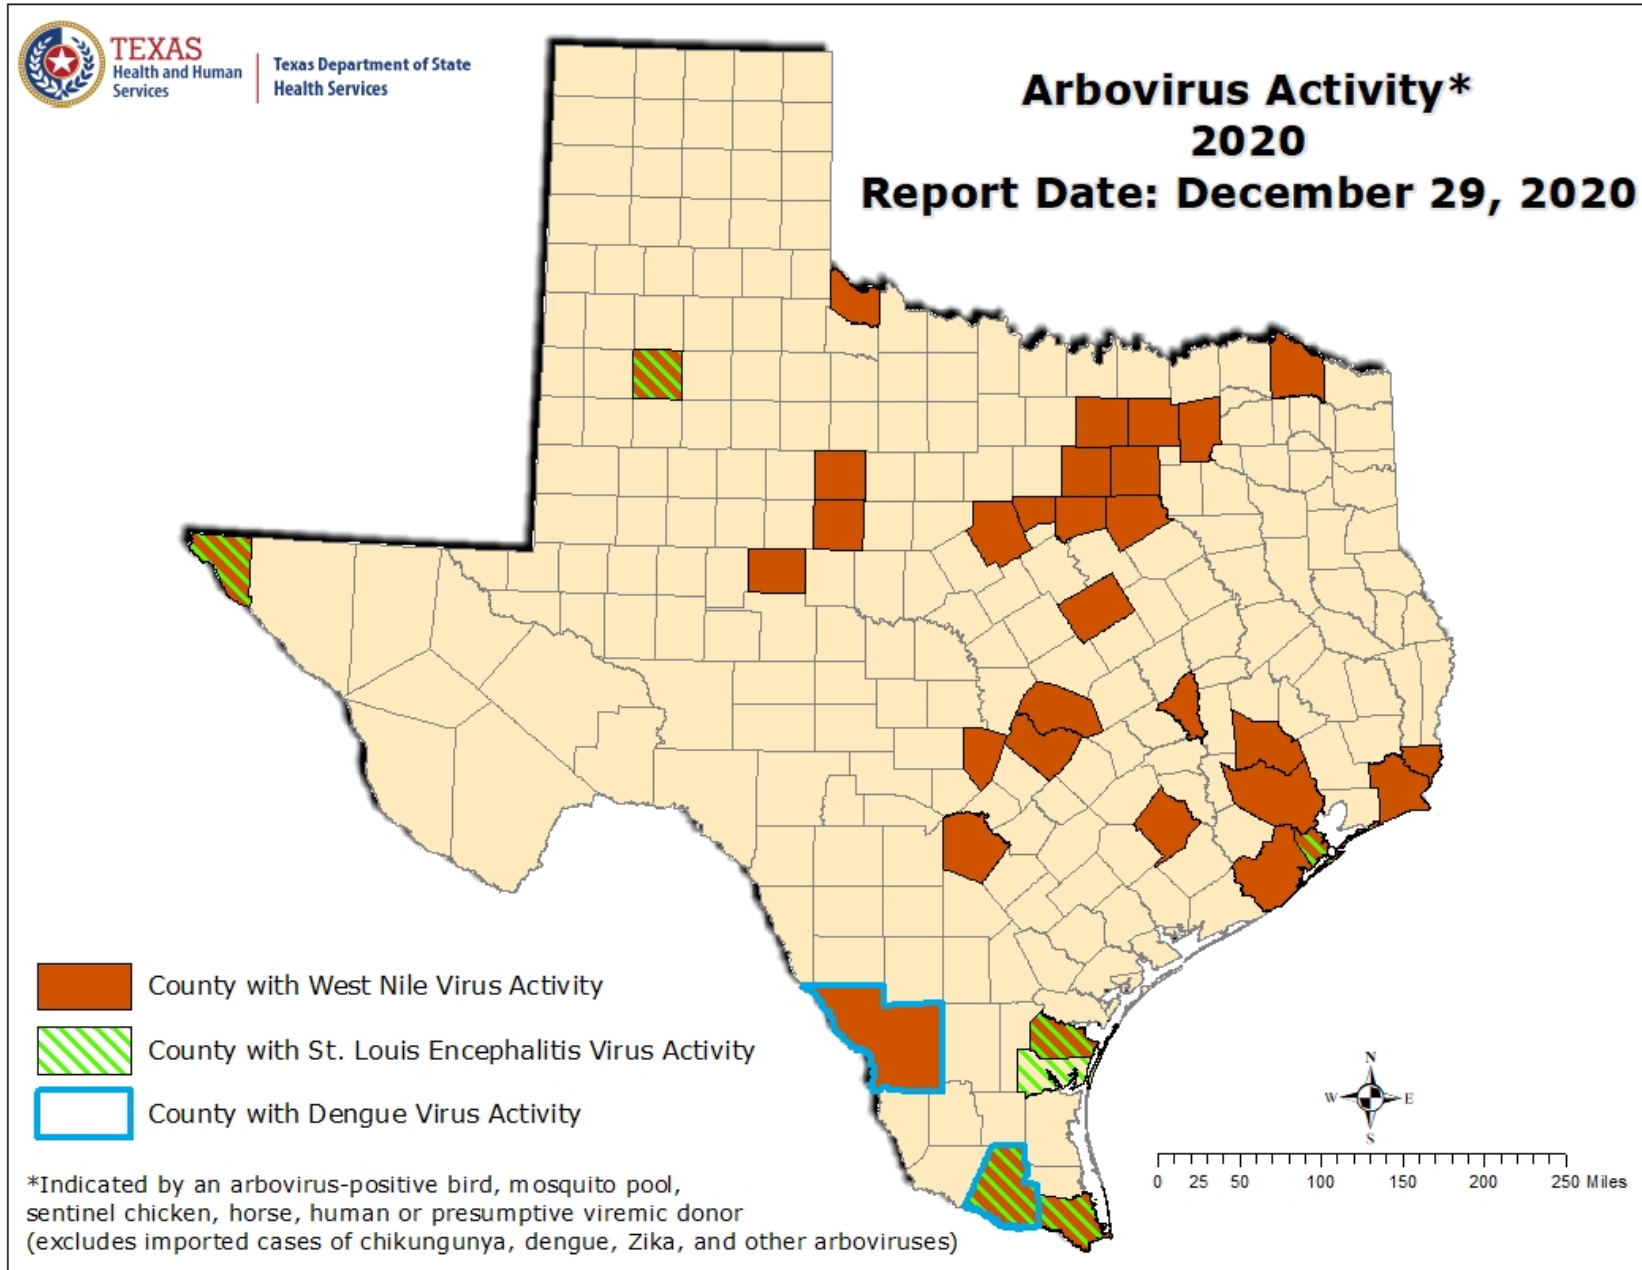 TEXAS
Health and Human
Services
Texas Department of State
Health Services
Arbovirus Activity*
2020
Report Date: December 29, 2020
County with West Nile Virus Activity
County with St. Louis Encephalitis Virus Activity
County with Dengue Virus Activity
*Indicated by an arbovirus-positive bird, mosquito pool,
sentinel chicken, horse, human or presumptive viremic donor
(excludes imported cases of chikungunya, dengue, Zika, and other arboviruses)
N
W E
S
0 25 50 100 150 200 250 Miles